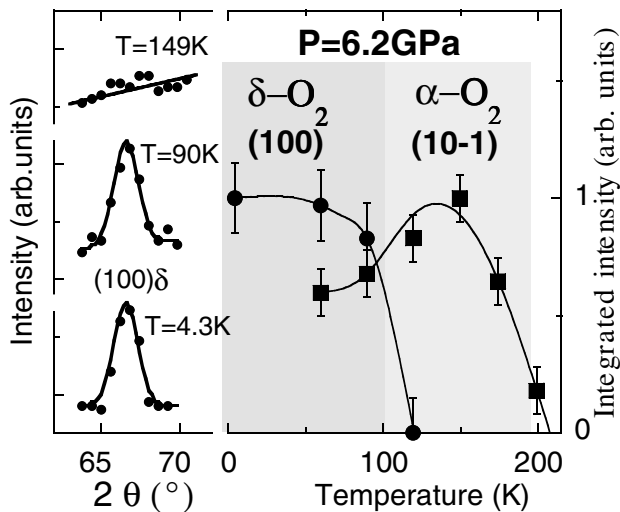 P=6.2GPa
T=149K
δ–O2
(100)
α–O2
(10-1)
T=90K
(100)δ
T=4.3K
Intensity (arb.units)
Integrated intensity (arb. units)
1
0
65 70
2 θ (°)
0 100 200
Temperature (K)